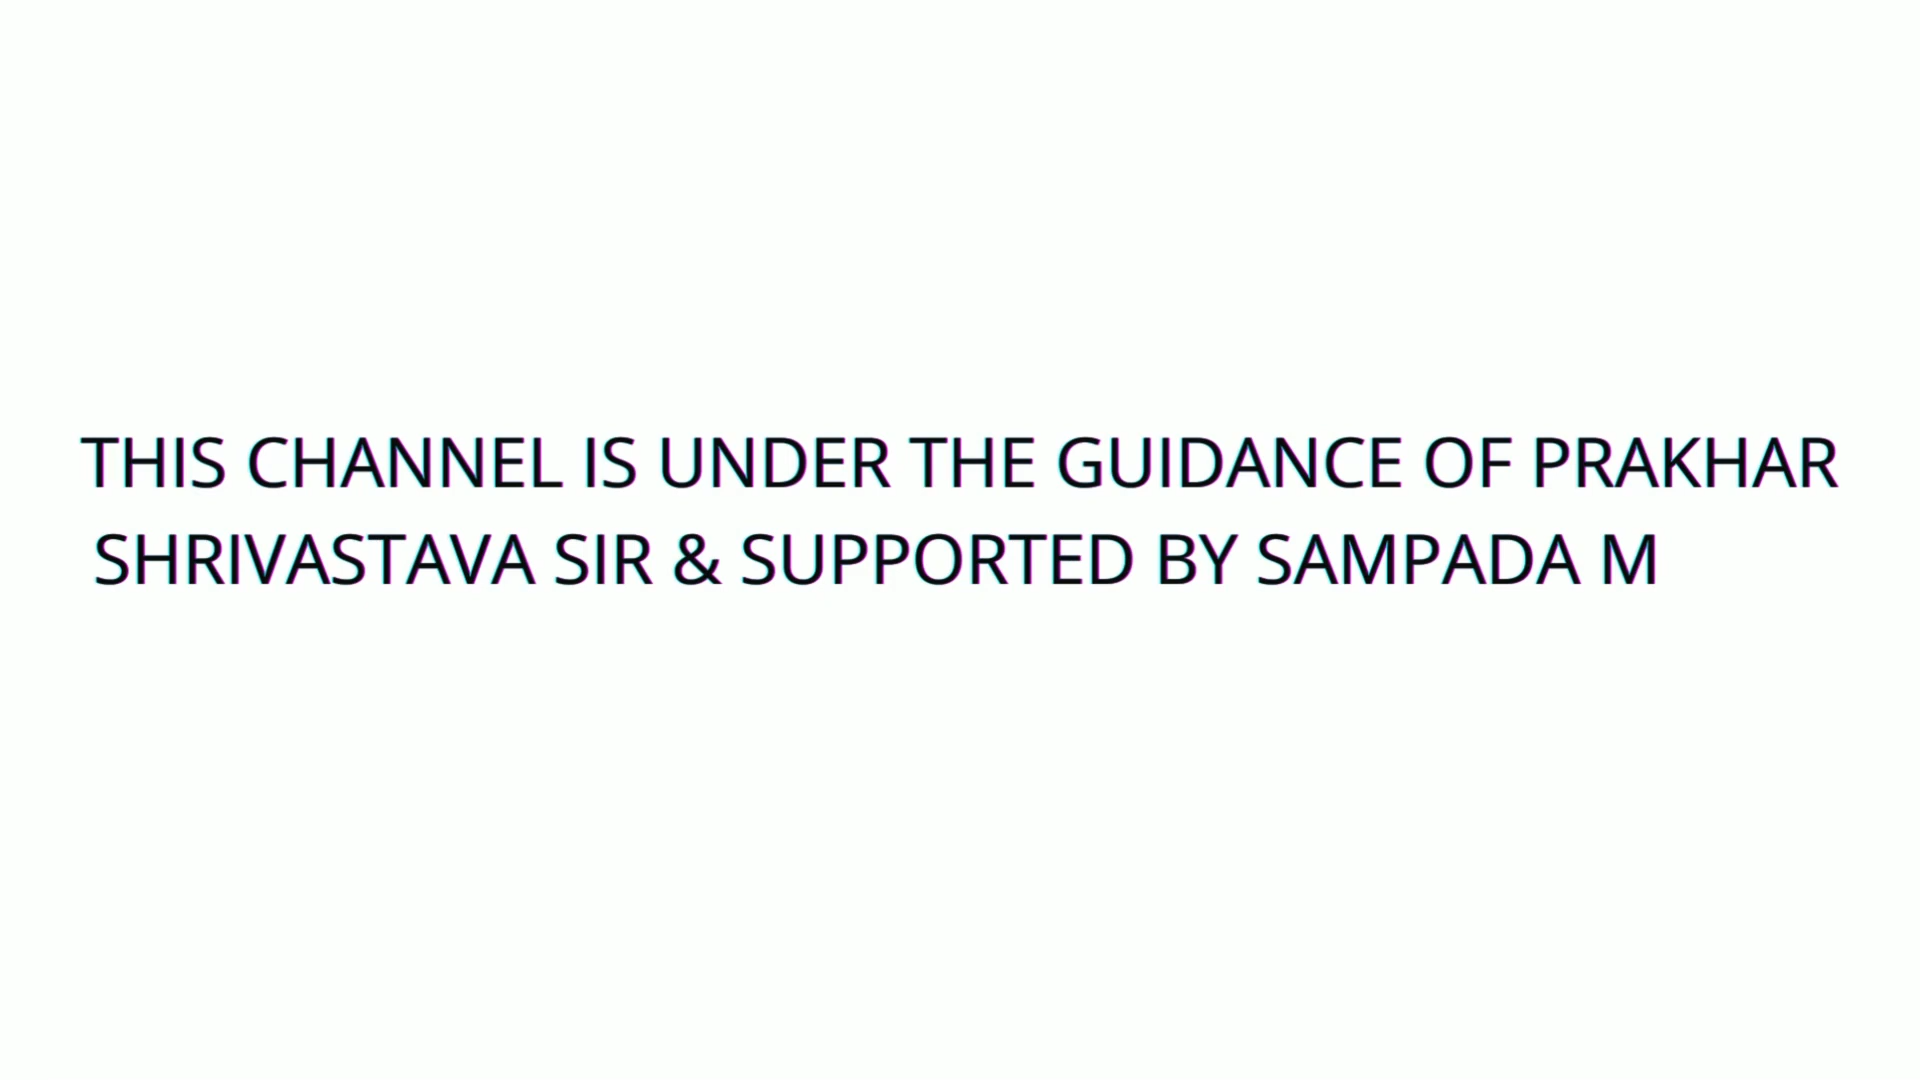 THIS CHANNEL IS UNDER THE GUIDANCE OF PRAKHAR
SHRIVASTAVA SIR & SUPPORTED BY SAMPADA M